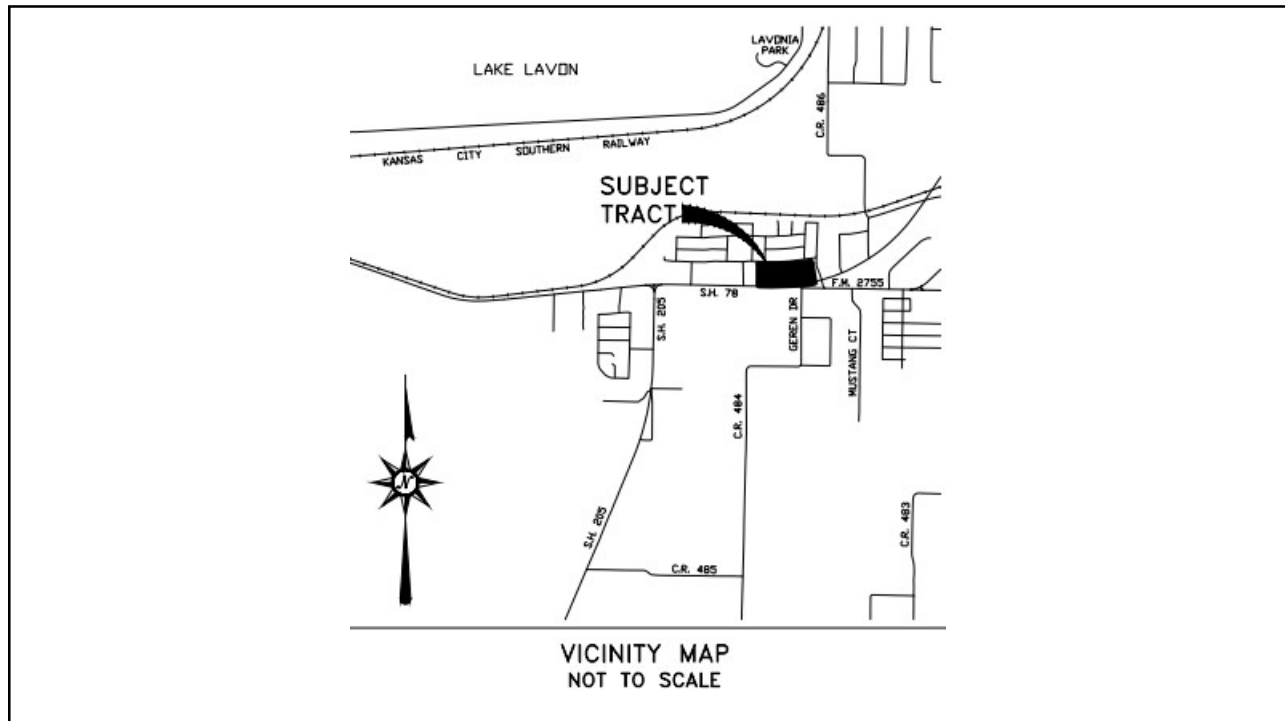 LAVONIA
PARK
LAKE LAVON
C.R. 486
KANSAS CITY SOUTHERN RAILWAY
SUBJECT
TRACT
F.M. 2755
S.H. 78
S.H. 205
GEREN DR
MUSTANG CT
C.R. 484
N
S.H. 205
C.R. 483
C.R. 485
VICINITY MAP
NOT TO SCALE